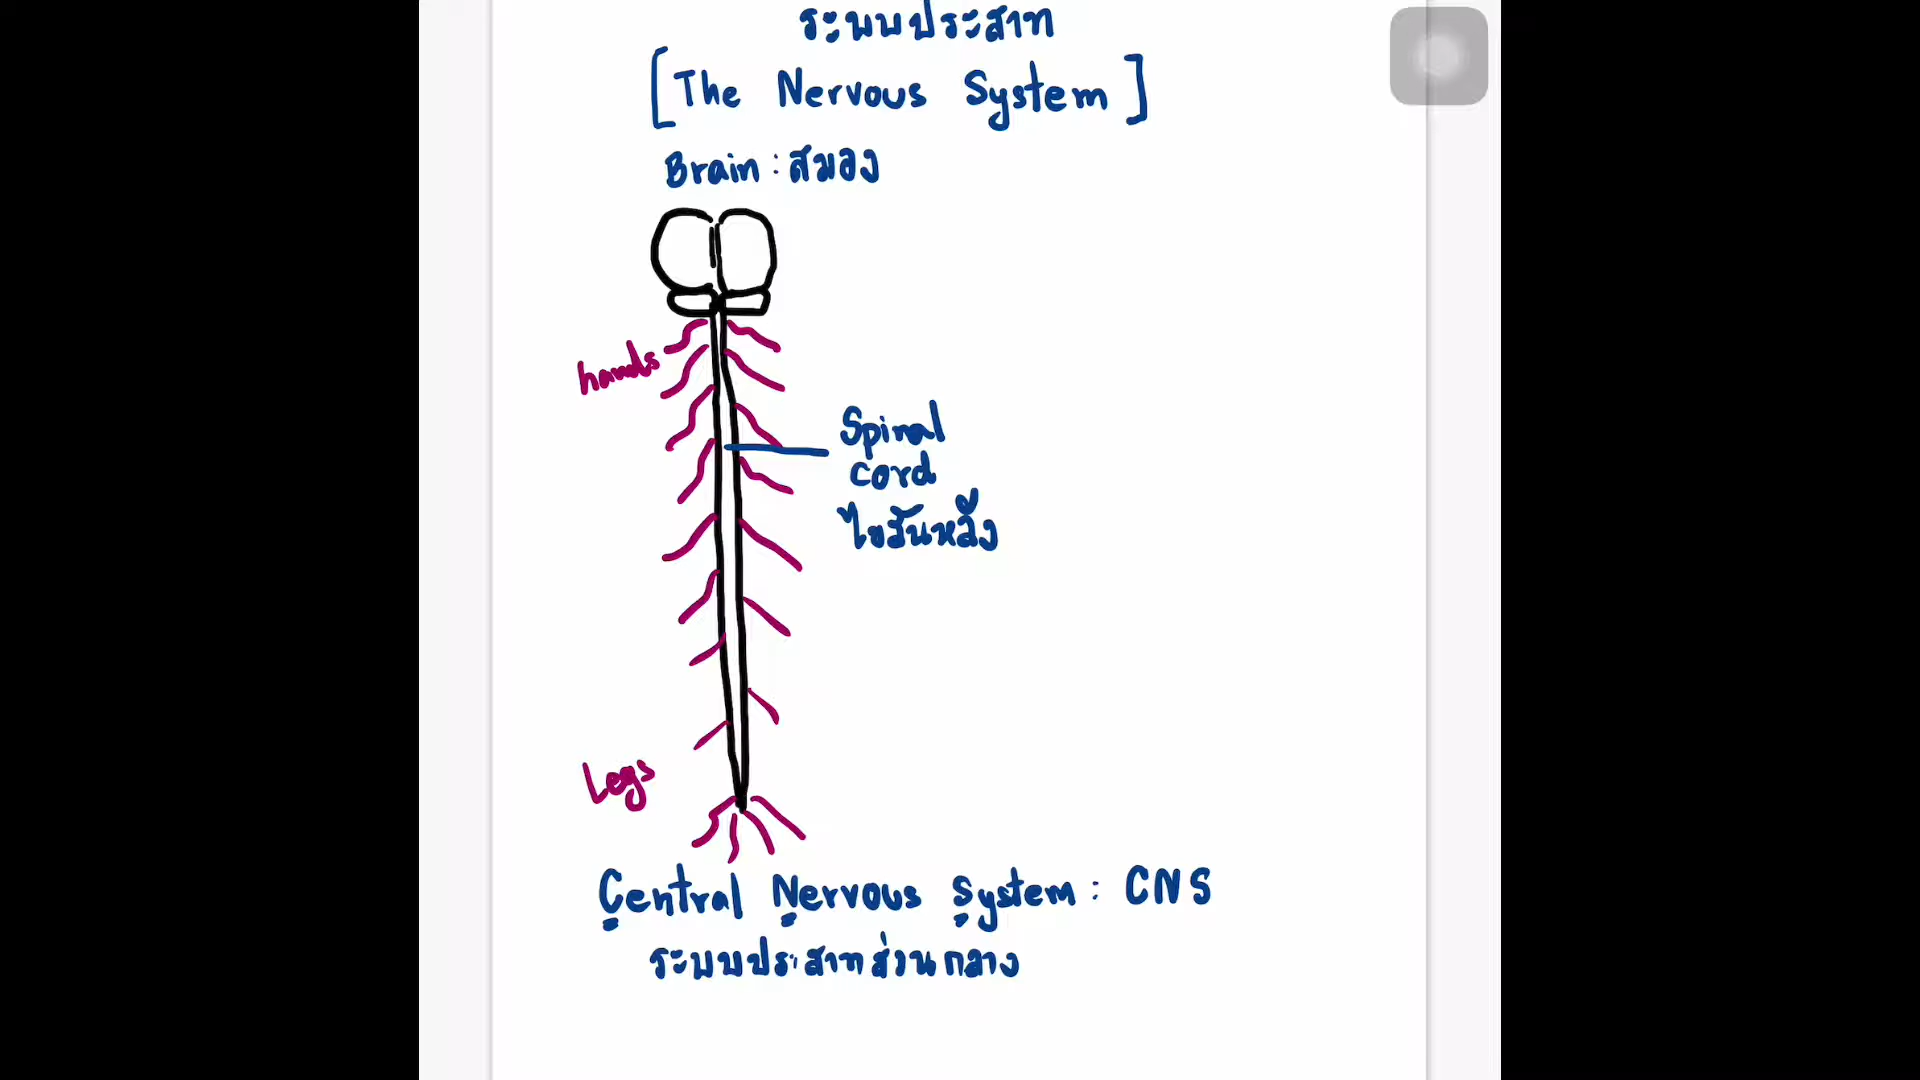 ระบบประสาท
[The Nervous System]
Brain : สมอง
hands
Spinal
cord
ไขสันหลัง
Legs
Central Nervous System : CNS
ระบบประสาทส่วนกลาง